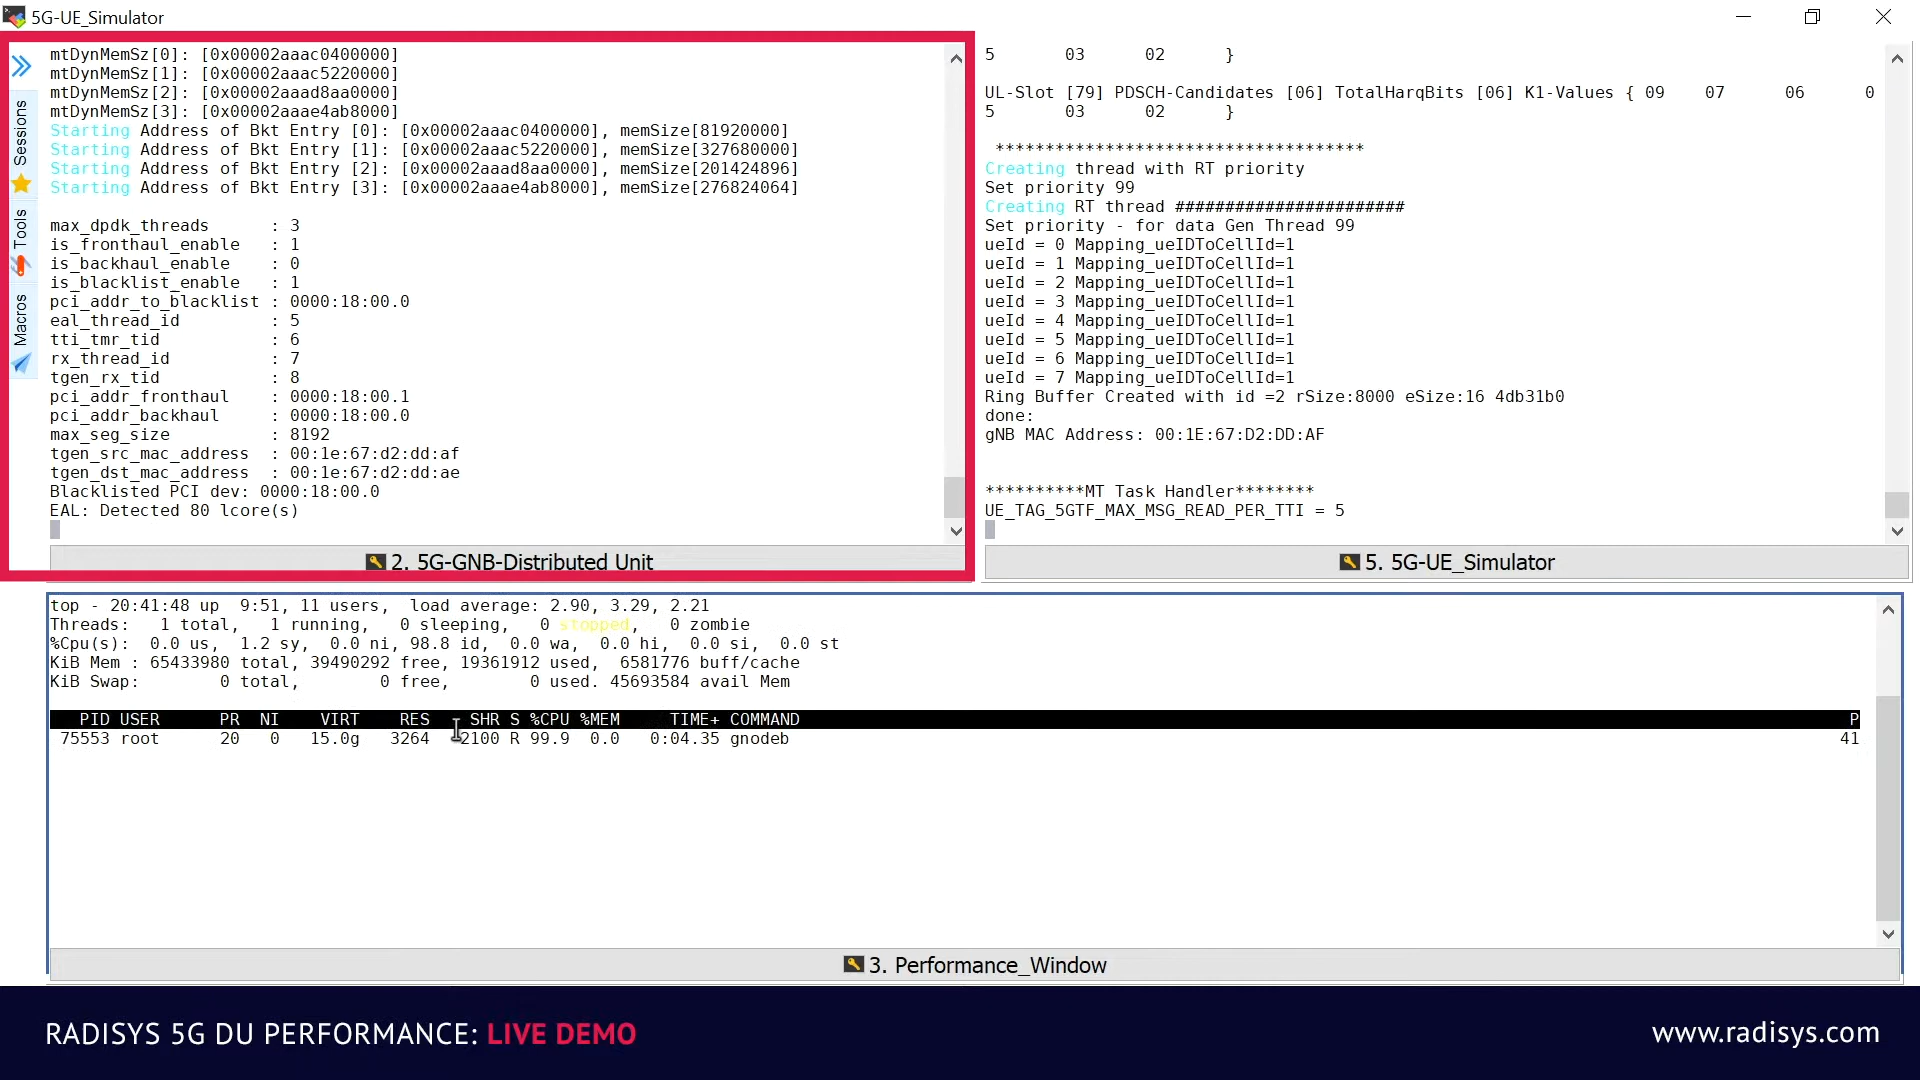 5G-UE_Simulator
mtDynMemSz[0]: [0x00002aaac0400000]
mtDynMemSz[1]: [0x00002aaac5220000]
mtDynMemSz[2]: [0x00002aaad8aa0000]
mtDynMemSz[3]: [0x00002aaae4ab8000]
Starting Address of Bkt Entry [0]: [0x00002aaac0400000], memSize[81920000]
Starting Address of Bkt Entry [1]: [0x00002aaac5220000], memSize[327680000]
Starting Address of Bkt Entry [2]: [0x00002aaad8aa0000], memSize[201424896]
Starting Address of Bkt Entry [3]: [0x00002aaae4ab8000], memSize[276824064]
max_dpdk_threads : 3
is_fronthaul_enable : 1
is_backhaul_enable : 0
is_blacklist_enable : 1
pci_addr_to_blacklist : 0000:18:00.0
eal_thread_id : 5
tti_tmr_tid : 6
rx_thread_id : 7
tgen_rx_tid : 8
pci_addr_fronthaul : 0000:18:00.1
pci_addr_backhaul : 0000:18:00.0
max_seg_size : 8192
tgen_src_mac_address : 00:1e:67:d2:dd:af
tgen_dst_mac_address : 00:1e:67:d2:dd:ae
Blacklisted PCI dev: 0000:18:00.0
EAL: Detected 80 lcore(s)
Sessions
Tools
Macros
2. 5G-GNB-Distributed Unit
5 03 02 }
UL-Slot [79] PDSCH-Candidates [06] TotalHarqBits [06] K1-Values { 09 07 06 0
5 03 02 }
*************************************
Creating thread with RT priority
Set priority 99
Creating RT thread #######################
Set priority - for data Gen Thread 99
ueId = 0 Mapping_ueIDToCellId=1
ueId = 1 Mapping_ueIDToCellId=1
ueId = 2 Mapping_ueIDToCellId=1
ueId = 3 Mapping_ueIDToCellId=1
ueId = 4 Mapping_ueIDToCellId=1
ueId = 5 Mapping_ueIDToCellId=1
ueId = 6 Mapping_ueIDToCellId=1
ueId = 7 Mapping_ueIDToCellId=1
Ring Buffer Created with id =2 rSize:8000 eSize:16 4db31b0
done:
gNB MAC Address: 00:1E:67:D2:DD:AF
**********MT Task Handler********
UE_TAG_5GTF_MAX_MSG_READ_PER_TTI = 5
5. 5G-UE_Simulator
top - 20:41:48 up 9:51, 11 users, load average: 2.90, 3.29, 2.21
Threads: 1 total, 1 running, 0 sleeping, 0 stopped, 0 zombie
%Cpu(s): 0.0 us, 1.2 sy, 0.0 ni, 98.8 id, 0.0 wa, 0.0 hi, 0.0 si, 0.0 st
KiB Mem : 65433980 total, 39490292 free, 19361912 used, 6581776 buff/cache
KiB Swap: 0 total, 0 free, 0 used. 45693584 avail Mem
PID USER PR NI VIRT RES SHR S %CPU %MEM TIME+ COMMAND P
75553 root 20 0 15.0g 3264 2100 R 99.9 0.0 0:04.35 gnodeb 41
3. Performance_Window
RADISYS 5G DU PERFORMANCE: LIVE DEMO
www.radisys.com